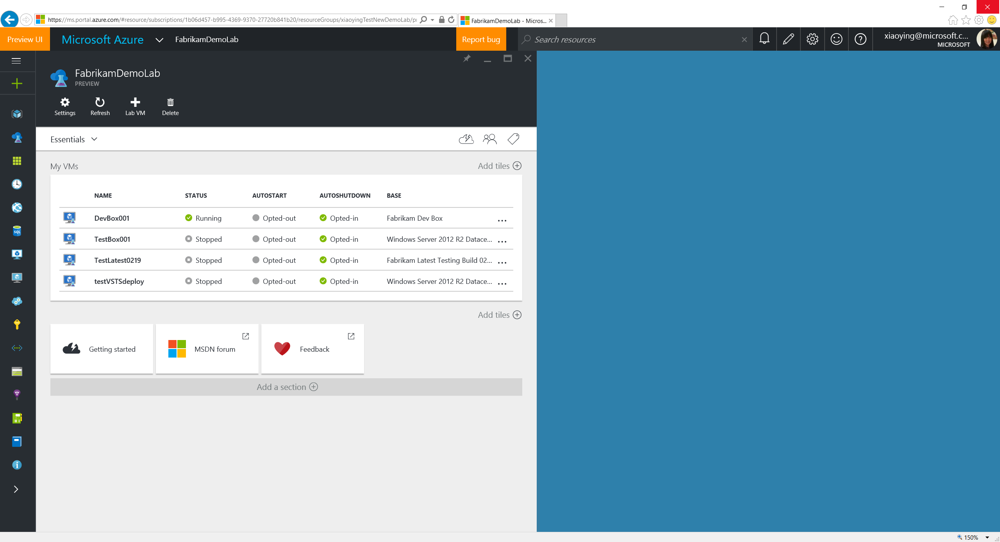 https://ms.portal.azure.com/#resource/subscriptions/1b06d457-b995-4369-9370-27720b841b20/resourceGroups/xiaoyingTestNewDemoLab/p
FabrikamDemoLab - Micros...
Preview UI
Microsoft Azure
FabrikamDemoLab
Report bug
Search resources
xiaoying@microsoft.c...
MICROSOFT
FabrikamDemoLab
PREVIEW
Settings
Refresh
Lab VM
Delete
Essentials
My VMs
Add tiles
NAME STATUS AUTOSTART AUTOSHUTDOWN BASE
DevBox001 Running Opted-out Opted-in Fabrikam Dev Box ...
TestBox001 Stopped Opted-out Opted-in Windows Server 2012 R2 Datace... ...
TestLatest0219 Stopped Opted-out Opted-in Fabrikam Latest Testing Build 02... ...
testVSTSdeploy Stopped Opted-out Opted-in Windows Server 2012 R2 Datace... ...
Add tiles
Getting started
MSDN forum
Feedback
Add a section
SQL
150%